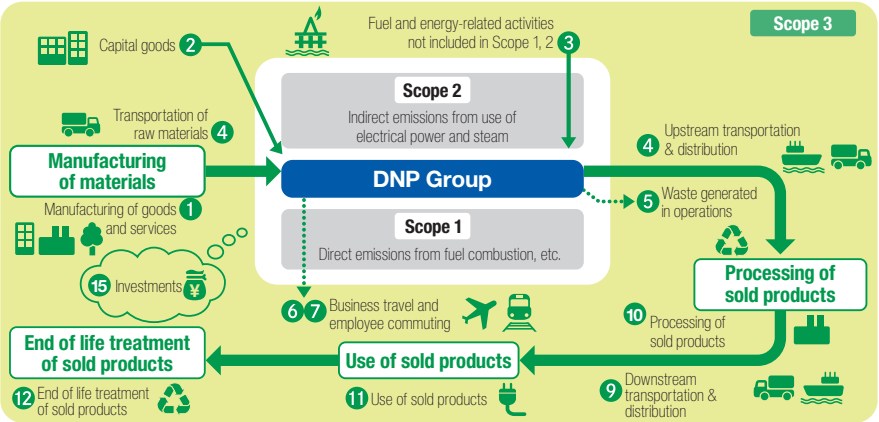 Scope 3
Capital goods 2
Fuel and energy-related activities
not included in Scope 1, 2 3
Scope 2
Indirect emissions from use of
electrical power and steam
Transportation of
raw materials 4
Manufacturing
of materials
DNP Group
4 Upstream transportation
& distribution
5 Waste generated
in operations
Manufacturing of goods 1
and services
Scope 1
Direct emissions from fuel combustion, etc.
15 Investments ¥
6 7 Business travel and
employee commuting
Processing of
sold products
10 Processing of
sold products
End of life treatment
of sold products
Use of sold products
12 End of life treatment
of sold products
11 Use of sold products
9 Downstream
transportation &
distribution